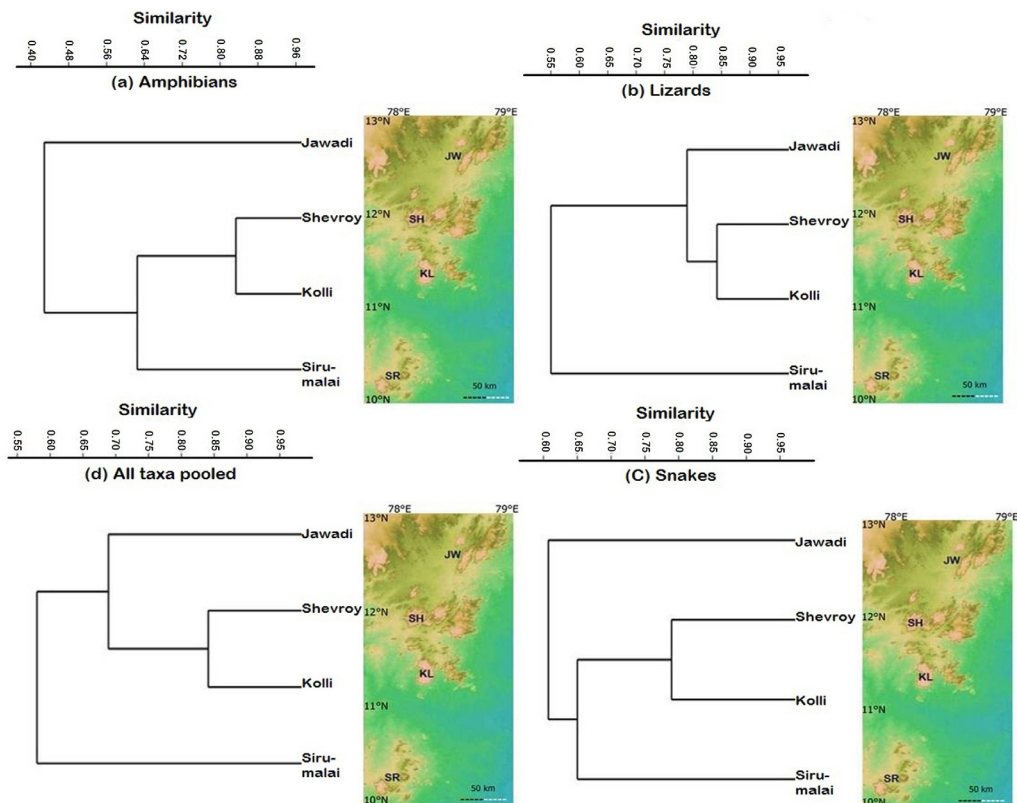 Similarity
0.40 0.48 0.56 0.64 0.72 0.80 0.88 0.96
(a) Amphibians
Jawadi
Shevroy
Kolli
Siru-
malai
78°E 79°E
13°N
JW
12°N
SH
KL
11°N
SR
50 km
10°N
Similarity
0.55 0.60 0.65 0.70 0.75 0.80 0.85 0.90 0.95
(b) Lizards
Jawadi
Shevroy
Kolli
Siru-
malai
78°E 79°E
13°N
JW
12°N
SH
KL
11°N
SR
50 km
10°N
Similarity
0.55 0.60 0.65 0.70 0.75 0.80 0.85 0.90 0.95
(d) All taxa pooled
Jawadi
Shevroy
Kolli
Siru-
malai
78°E 79°E
13°N
JW
12°N
SH
KL
11°N
SR
50 km
10°N
Similarity
0.60 0.65 0.70 0.75 0.80 0.85 0.90 0.95
(C) Snakes
Jawadi
Shevroy
Kolli
Siru-
malai
78°E 79°E
13°N
JW
12°N
SH
KL
11°N
SR
50 km
10°N